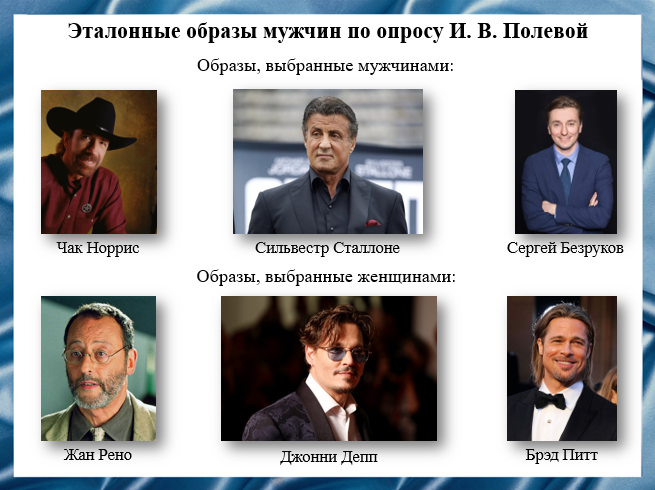 Эталонные образы мужчин по опросу И. В. Полевой
Образы, выбранные мужчинами:
Чак Норрис
Сильвестр Сталлоне
Сергей Безруков
Образы, выбранные женщинами:
Жан Рено
Джонни Депп
Брэд Питт